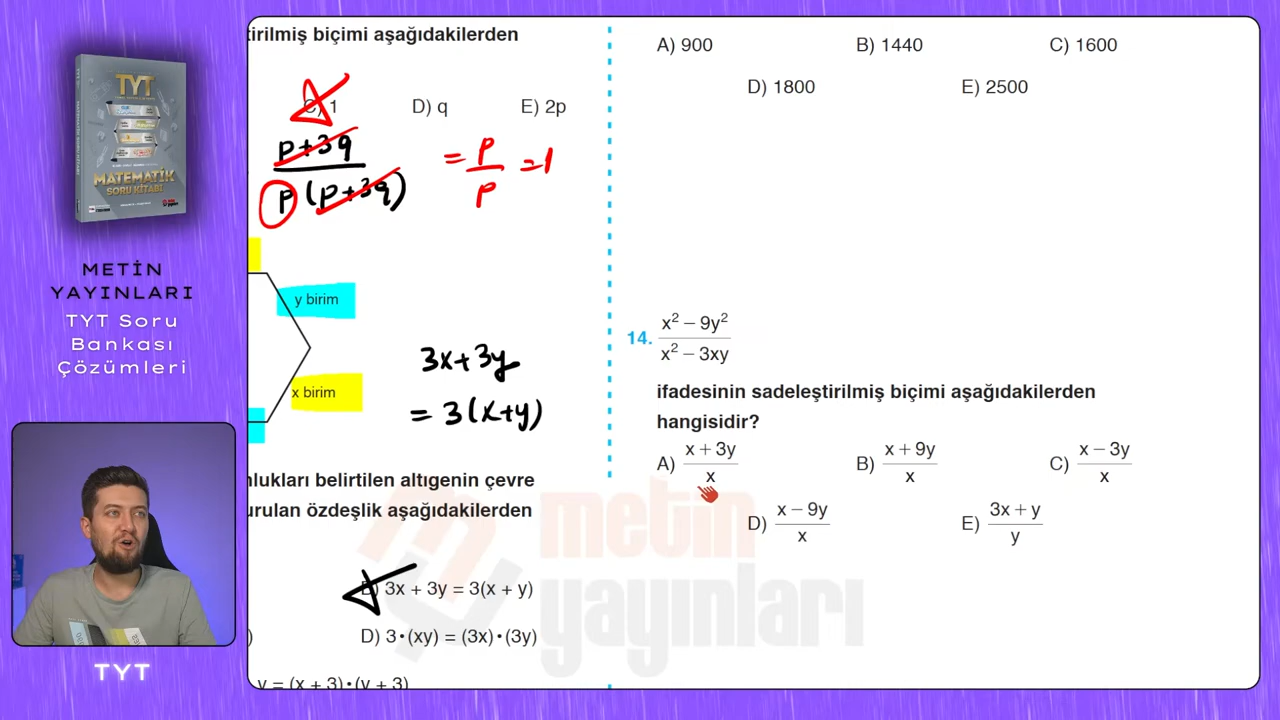 TYT
MATEMATİK
SORU KİTABI
METİN
YAYINLARI
TYT Soru
Bankası
Çözümleri
TYT
tirilmiş biçimi aşağıdakilerden
C) 1
D) q
E) 2p
p+3q
p (p+3q)
= p
p
=1
y birim
x birim
3x+3y
= 3(x+y)
nlukları belirtilen altıgenin çevre
urulan özdeşlik aşağıdakilerden
B) 3x + 3y = 3(x + y)
)
D) 3•(xy) = (3x)•(3y)
y = (x + 3)•(y + 3)
A) 900
B) 1440
C) 1600
D) 1800
E) 2500
14.
x² − 9y²
x² − 3xy
ifadesinin sadeleştirilmiş biçimi aşağıdakilerden
hangisidir?
A) x + 3y
x
B) x + 9y
x
C) x − 3y
x
D) x − 9y
x
E) 3x + y
y
metin
yayınları